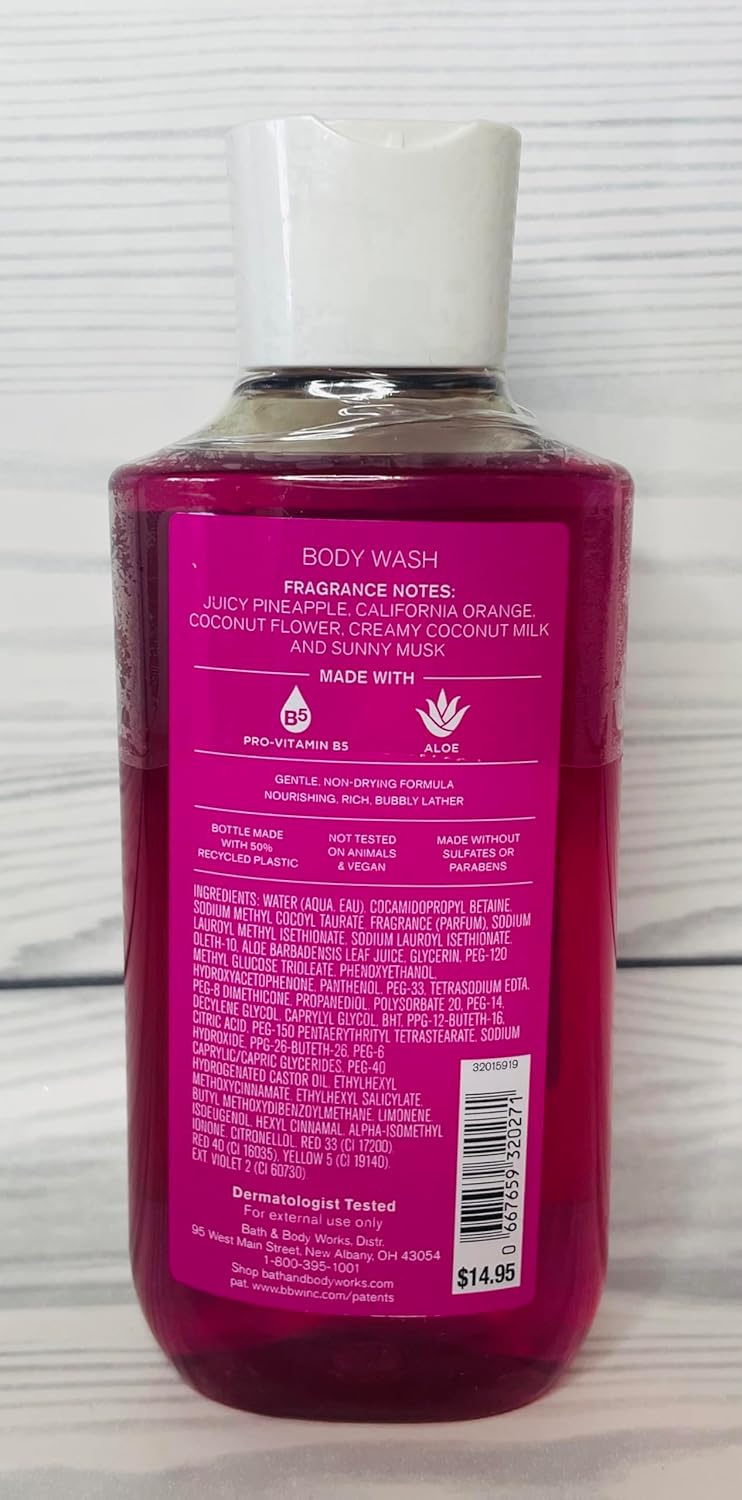 BODY WASH
FRAGRANCE NOTES:
JUICY PINEAPPLE, CALIFORNIA ORANGE,
COCONUT FLOWER, CREAMY COCONUT MILK
AND SUNNY MUSK
MADE WITH
B5
PRO-VITAMIN B5
ALOE
GENTLE, NON-DRYING FORMULA
NOURISHING, RICH, BUBBLY LATHER
BOTTLE MADE
WITH 50%
RECYCLED PLASTIC
NOT TESTED
ON ANIMALS
& VEGAN
MADE WITHOUT
SULFATES OR
PARABENS
INGREDIENTS: WATER (AQUA, EAU), COCAMIDOPROPYL BETAINE,
SODIUM METHYL COCOYL TAURATE, FRAGRANCE (PARFUM), SODIUM
LAUROYL METHYL ISETHIONATE, SODIUM LAUROYL ISETHIONATE,
OLETH-10, ALOE BARBADENSIS LEAF JUICE, GLYCERIN, PEG-120
METHYL GLUCOSE TRIOLEATE, PHENOXYETHANOL,
HYDROXYACETOPHENONE, PANTHENOL, PEG-33, TETRASODIUM EDTA,
PEG-8 DIMETHICONE, PROPANEDIOL, POLYSORBATE 20, PEG-14,
DECYLENE GLYCOL, CAPRYLYL GLYCOL, BHT, PPG-12-BUTETH-16,
CITRIC ACID, PEG-150 PENTAERYTHRITYL TETRASTEARATE, SODIUM
HYDROXIDE, PPG-26-BUTETH-26, PEG-6
CAPRYLIC/CAPRIC GLYCERIDES, PEG-40
HYDROGENATED CASTOR OIL, ETHYLHEXYL
METHOXYCINNAMATE, ETHYLHEXYL SALICYLATE,
BUTYL METHOXYDIBENZOYLMETHANE, LIMONENE,
ISOEUGENOL, HEXYL CINNAMAL, ALPHA-ISOMETHYL
IONONE, CITRONELLOL, RED 33 (CI 17200),
RED 40 (CI 16035), YELLOW 5 (CI 19140),
EXT. VIOLET 2 (CI 60730).
Dermatologist Tested
For external use only
Bath & Body Works, Distr.
95 West Main Street, New Albany, OH 43054
1-800-395-1001
Shop bathandbodyworks.com
pat. www.bbwinc.com/patents
32015919
0 667659 320271
$14.95